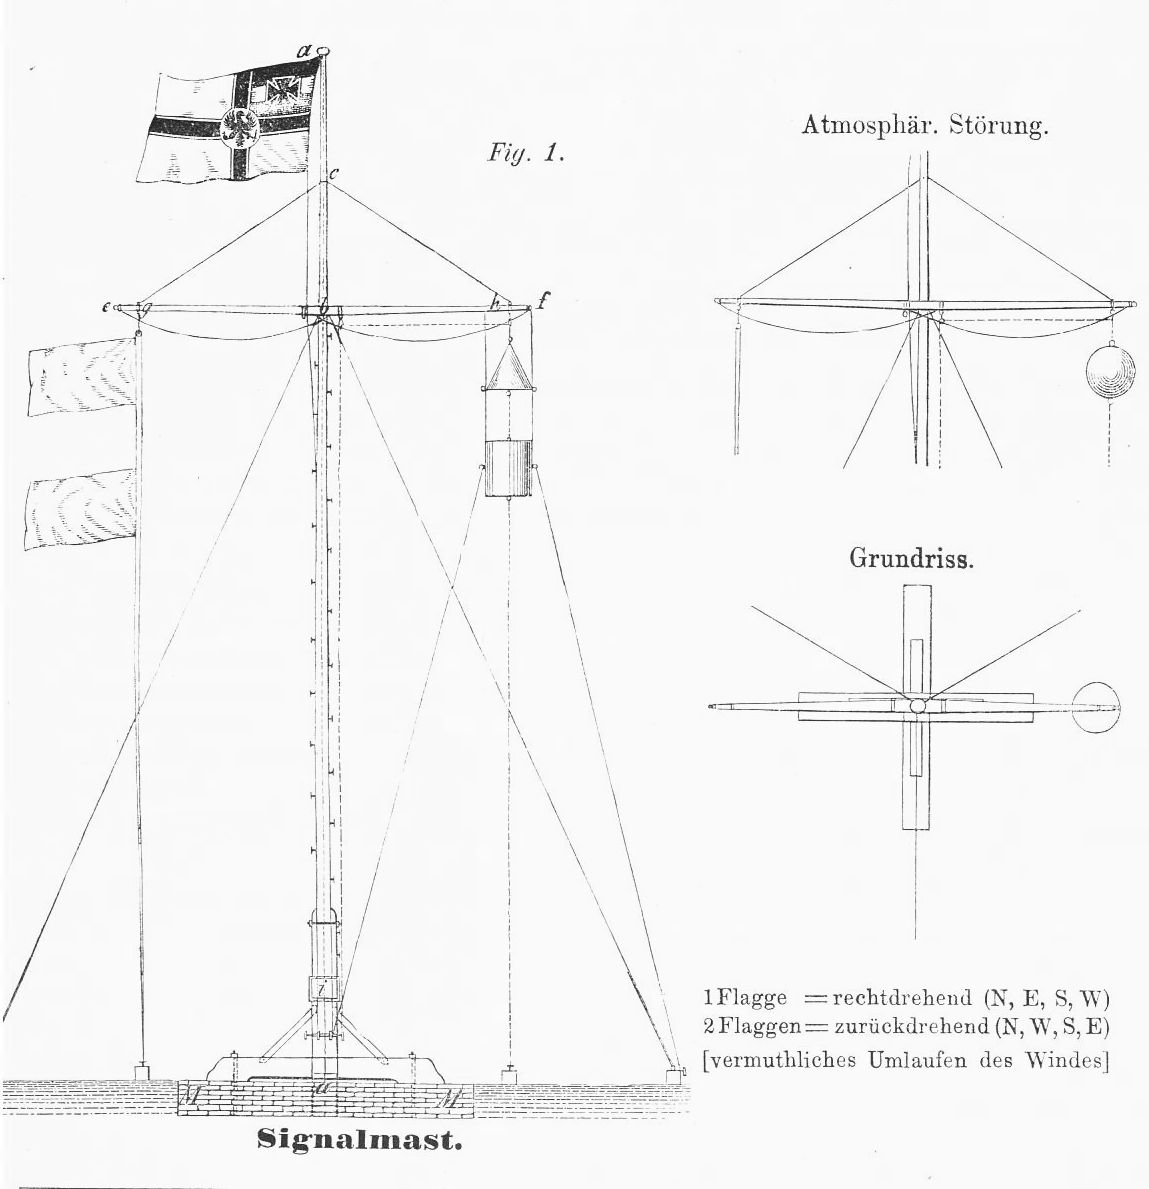 d
Fig. 1.
c
e g b h f
i
a
M M
Signalmast.
Atmosphär. Störung.
Grundriss.
1 Flagge = rechtdrehend (N, E, S, W)
2 Flaggen = zurückdrehend (N, W, S, E)
[vermuthliches Umlaufen des Windes]